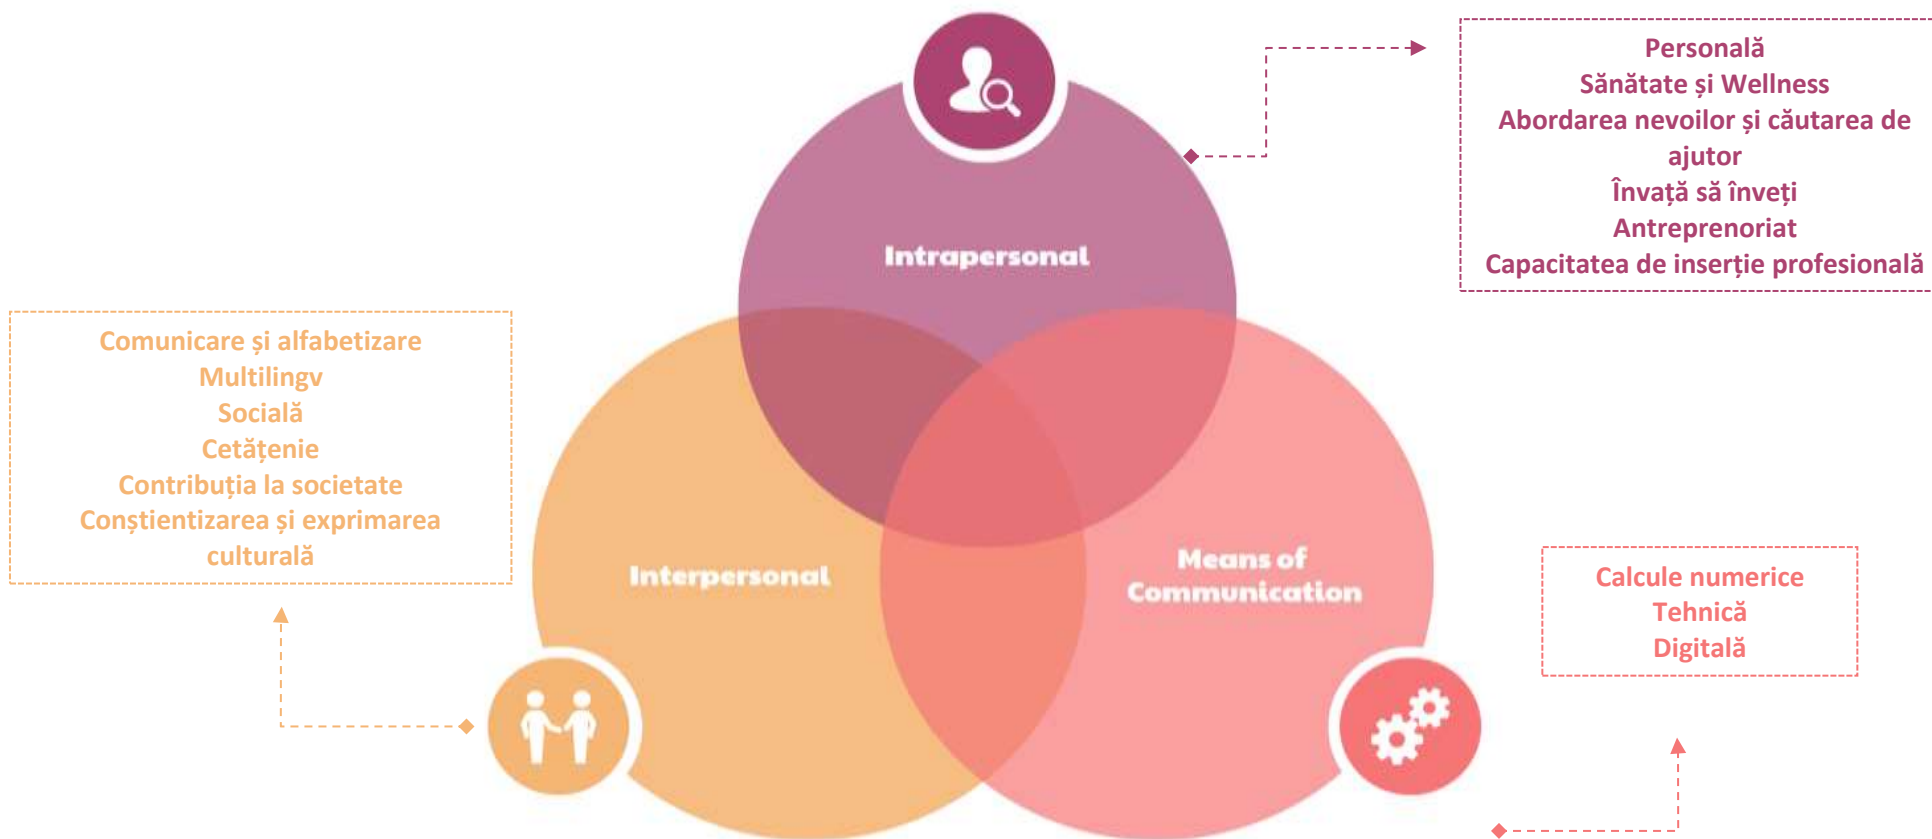 Personală
Sănătate și Wellness
Abordarea nevoilor și căutarea de
ajutor
Învață să înveți
Antreprenoriat
Capacitatea de inserție profesională
Intrapersonal
Comunicare și alfabetizare
Multilingv
Socială
Cetățenie
Contribuția la societate
Conștientizarea și exprimarea
culturală
Interpersonal
Means of
Communication
Calcule numerice
Tehnică
Digitală